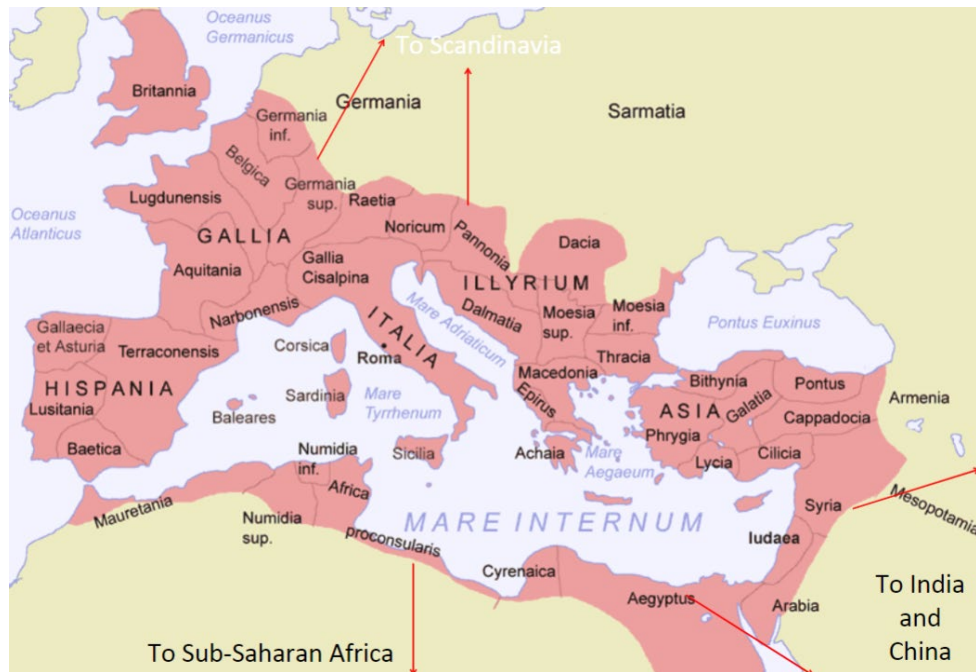 Oceanus
Germanicus
To Scandinavia
Britannia
Germania
Sarmatia
Germania
inf.
Belgica
Lugdunensis
Germania
sup.
Raetia
Oceanus
Atlanticus
GALLIA
Noricum
Pannonia
Dacia
Aquitania
Gallia
Cisalpina
ILLYRIUM
Narbonensis
Mare Adriaticum
Dalmatia
Moesia
sup.
Moesia
inf.
Pontus Euxinus
Gallaecia
et Asturia
Terraconensis
Corsica
ITALIA
Roma
Thracia
Macedonia
Bithynia
Pontus
HISPANIA
Sardinia
Mare
Tyrrhenum
Epirus
ASIA
Galatia
Cappadocia
Armenia
Lusitania
Baleares
Phrygia
Baetica
Numidia
inf.
Sicilia
Achaia
Mare
Aegaeum
Lycia
Cilicia
Africa
proconsularis
Mauretania
Numidia
sup.
MARE INTERNUM
Syria
Mesopotamia
Iudaea
Cyrenaica
Aegyptus
Arabia
To India
and
China
To Sub-Saharan Africa